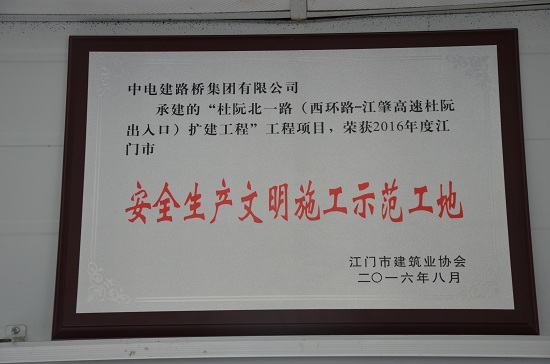 中电建路桥集团有限公司
承建的“杜阮北一路（西环路-江肇高速杜阮
出入口）扩建工程”工程项目，荣获2016年度江
门市
安全生产文明施工示范工地
江门市建筑业协会
二〇一六年八月